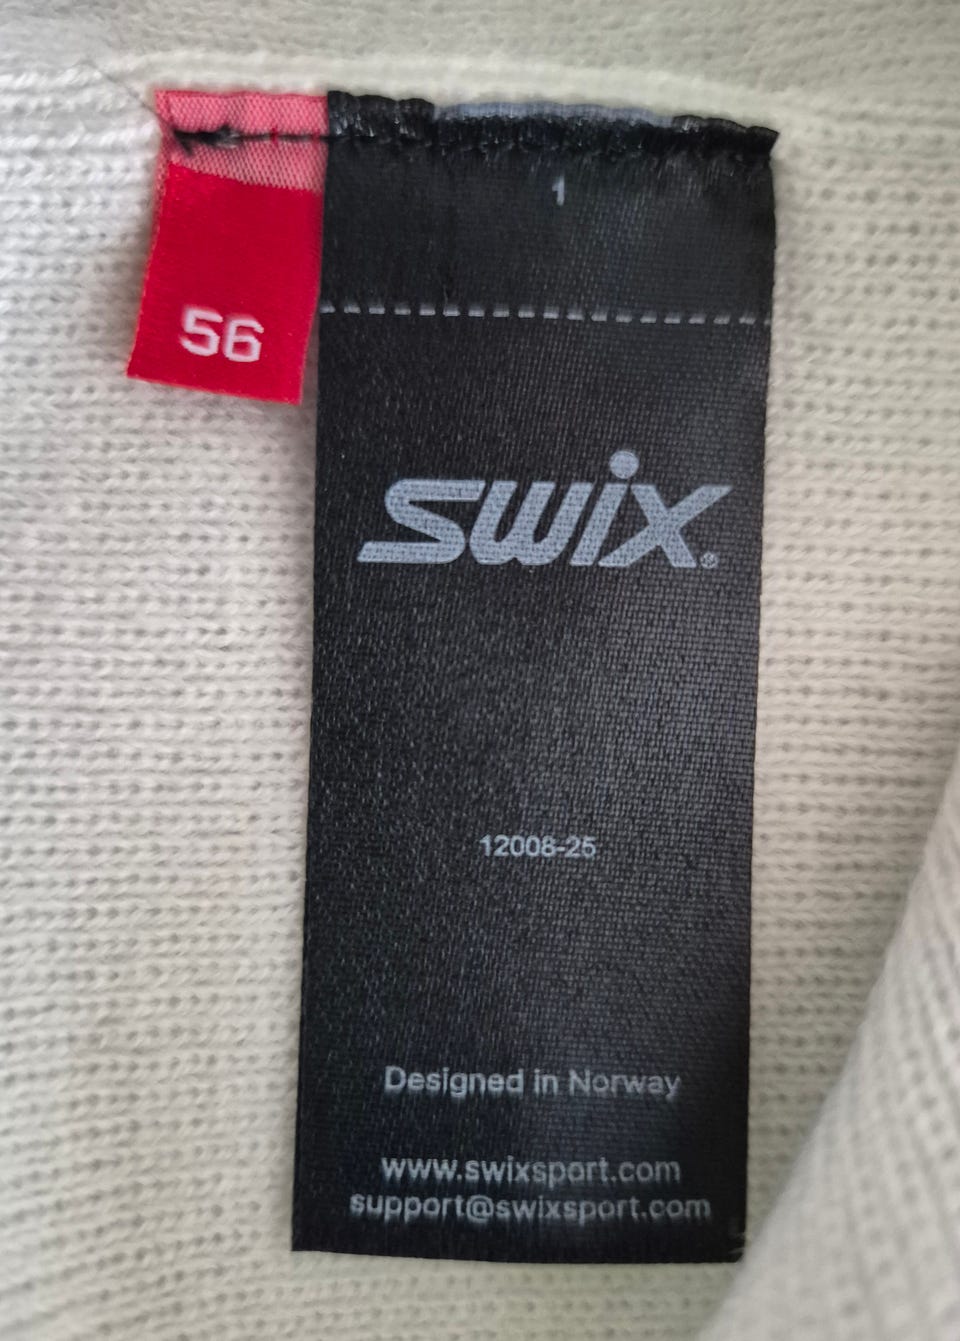 1
56
swix®
12008-25
Designed in Norway
www.swixsport.com
support@swixsport.com